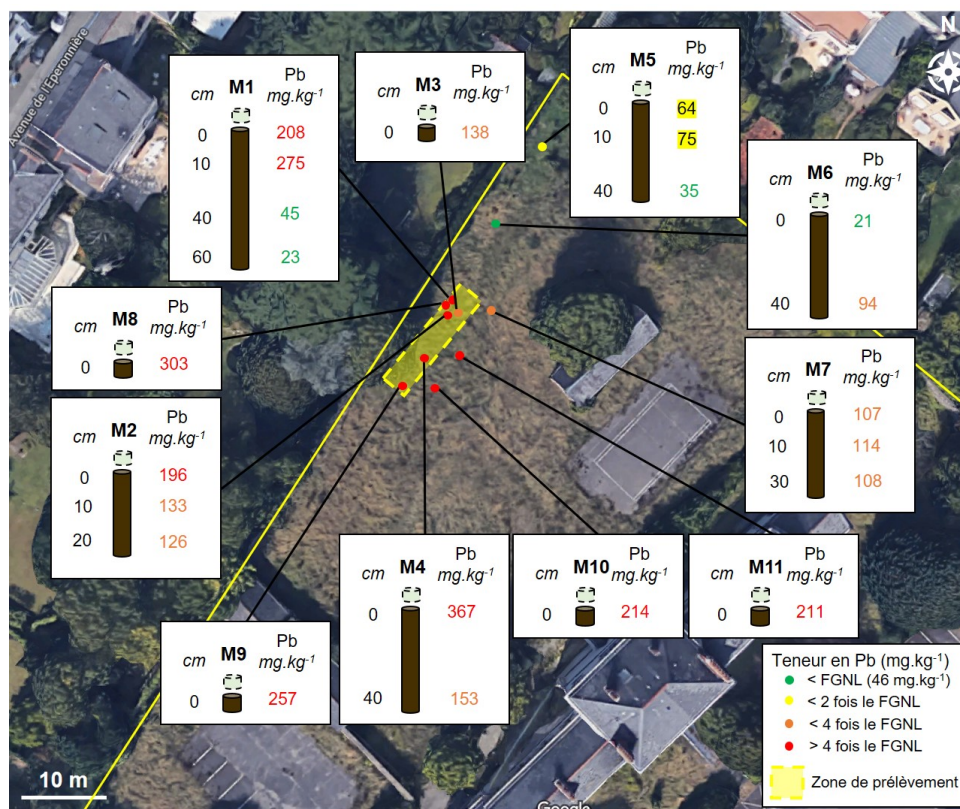 N
Avenue de l'Eperonnière
cm M1 Pb mg.kg-1
0 208
10 275
40 45
60 23
cm M3 Pb mg.kg-1
0 138
cm M5 Pb mg.kg-1
0 64
10 75
40 35
cm M6 Pb mg.kg-1
0 21
40 94
cm M8 Pb mg.kg-1
0 303
cm M7 Pb mg.kg-1
0 107
10 114
30 108
cm M2 Pb mg.kg-1
0 196
10 133
20 126
cm M4 Pb mg.kg-1
0 367
40 153
cm M10 Pb mg.kg-1
0 214
cm M11 Pb mg.kg-1
0 211
cm M9 Pb mg.kg-1
0 257
Teneur en Pb (mg.kg-1)
< FGNL (46 mg.kg-1)
< 2 fois le FGNL
< 4 fois le FGNL
> 4 fois le FGNL
Zone de prélèvement
10 m
Google